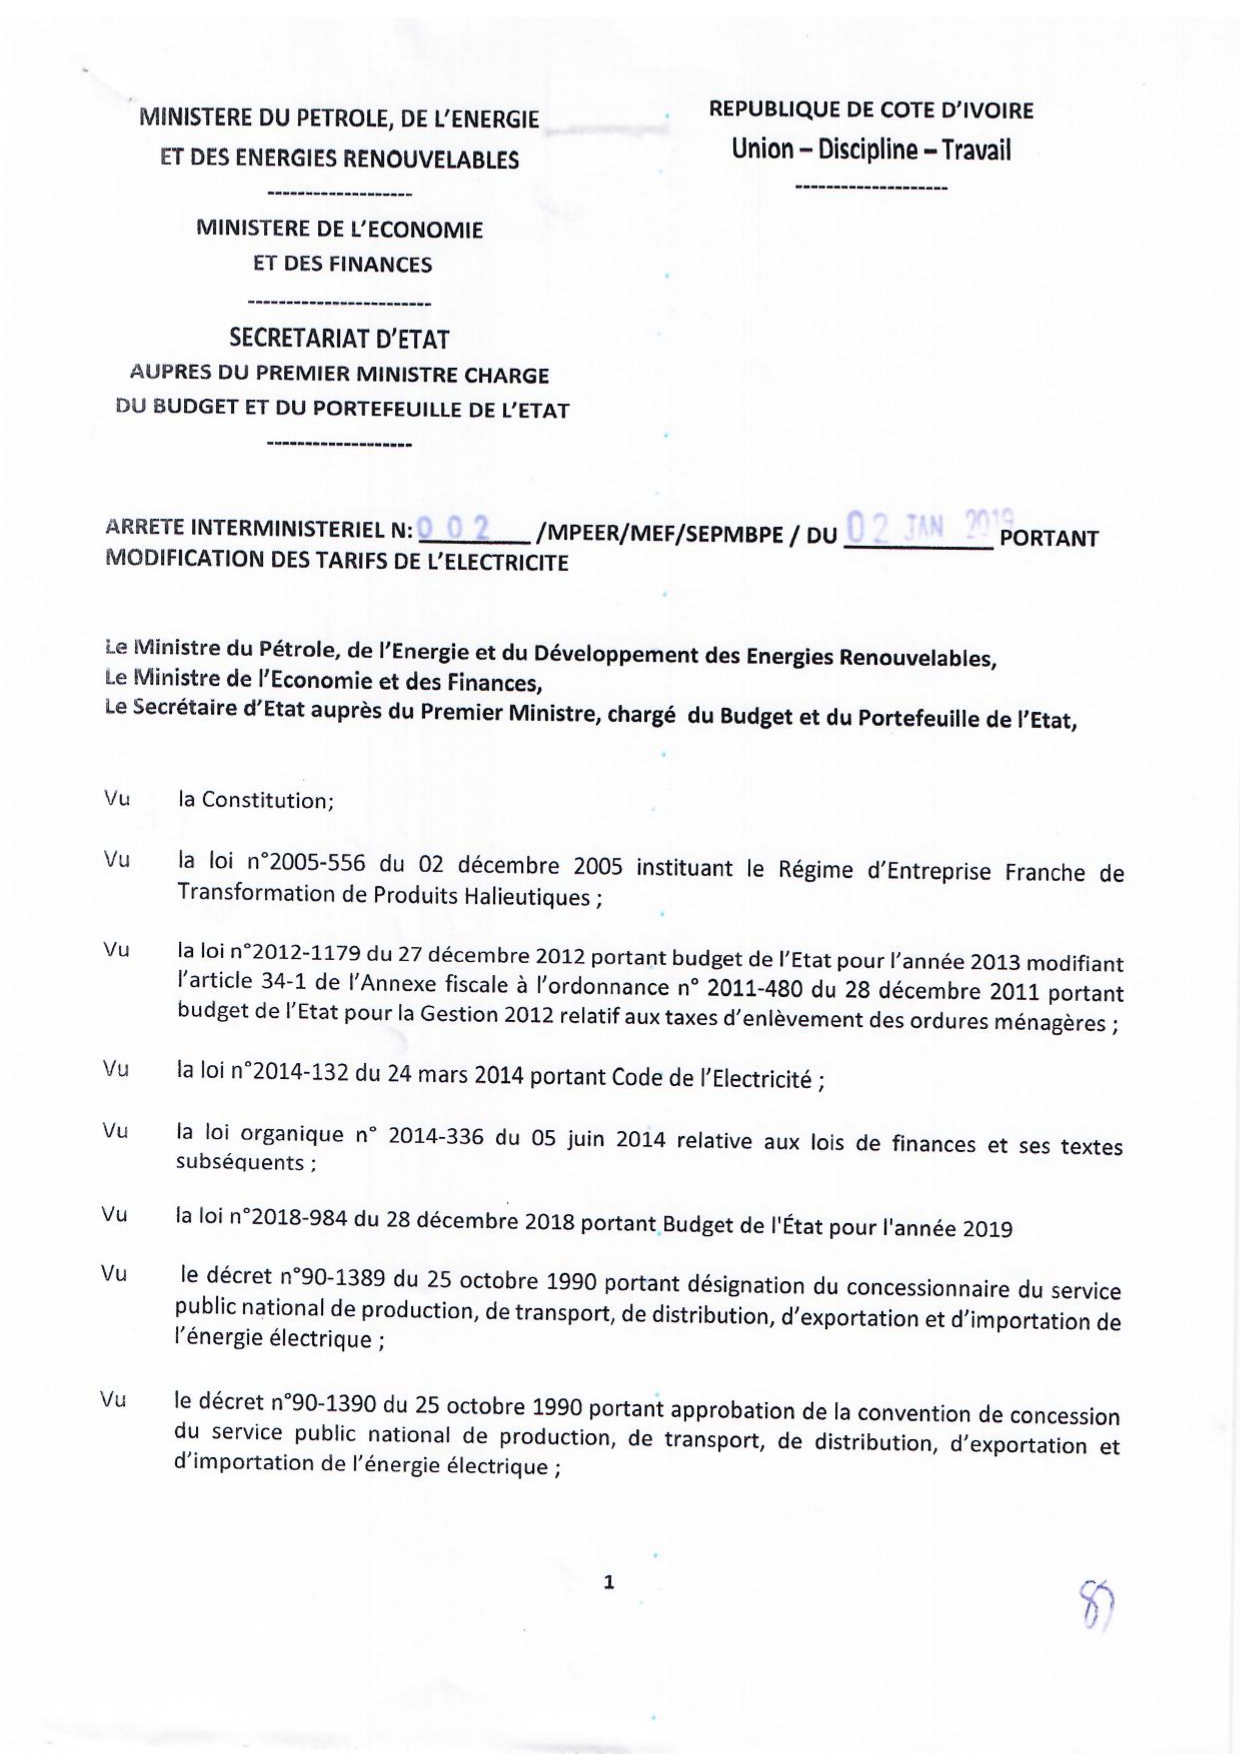 MINISTERE DU PETROLE, DE L'ENERGIE
ET DES ENERGIES RENOUVELABLES
-------------------
MINISTERE DE L'ECONOMIE
ET DES FINANCES
------------------------
SECRETARIAT D'ETAT
AUPRES DU PREMIER MINISTRE CHARGE
DU BUDGET ET DU PORTEFEUILLE DE L'ETAT
-------------------
REPUBLIQUE DE COTE D'IVOIRE
Union – Discipline – Travail
--------------------
ARRETE INTERMINISTERIEL N: 002 /MPEER/MEF/SEPMBPE / DU 02 JAN 2019 PORTANT
MODIFICATION DES TARIFS DE L'ELECTRICITE
Le Ministre du Pétrole, de l'Energie et du Développement des Energies Renouvelables,
Le Ministre de l'Economie et des Finances,
Le Secrétaire d'Etat auprès du Premier Ministre, chargé du Budget et du Portefeuille de l'Etat,
Vu la Constitution;
Vu la loi n°2005-556 du 02 décembre 2005 instituant le Régime d'Entreprise Franche de
Transformation de Produits Halieutiques ;
Vu la loi n°2012-1179 du 27 décembre 2012 portant budget de l'Etat pour l'année 2013 modifiant
l'article 34-1 de l'Annexe fiscale à l'ordonnance n° 2011-480 du 28 décembre 2011 portant
budget de l'Etat pour la Gestion 2012 relatif aux taxes d'enlèvement des ordures ménagères ;
Vu la loi n°2014-132 du 24 mars 2014 portant Code de l'Electricité ;
Vu la loi organique n° 2014-336 du 05 juin 2014 relative aux lois de finances et ses textes
subséquents ;
Vu la loi n°2018-984 du 28 décembre 2018 portant Budget de l'État pour l'année 2019
Vu le décret n°90-1389 du 25 octobre 1990 portant désignation du concessionnaire du service
public national de production, de transport, de distribution, d'exportation et d'importation de
l'énergie électrique ;
Vu le décret n°90-1390 du 25 octobre 1990 portant approbation de la convention de concession
du service public national de production, de transport, de distribution, d'exportation et
d'importation de l'énergie électrique ;
1